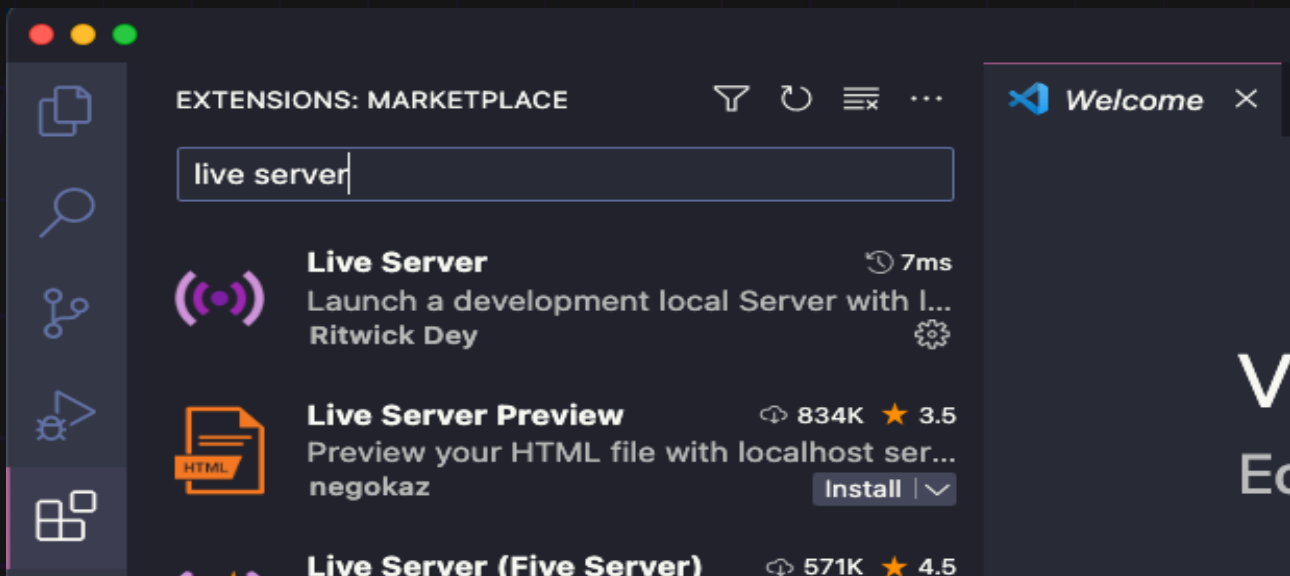 EXTENSIONS: MARKETPLACE
Welcome
live server
Live Server 7ms
Launch a development local Server with l...
Ritwick Dey
Live Server Preview 834K 3.5
Preview your HTML file with localhost ser...
HTML
negokaz
Install
Live Server (Five Server) 571K 4.5
V
Ec